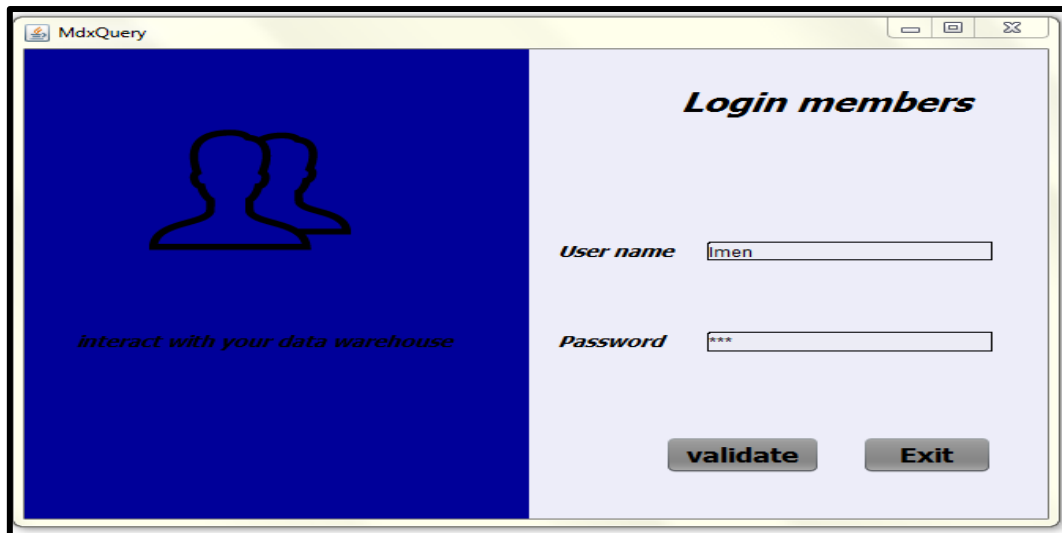 MdxQuery
Login members
User name Imen
Interact with your data warehouse
Password ***
validate Exit